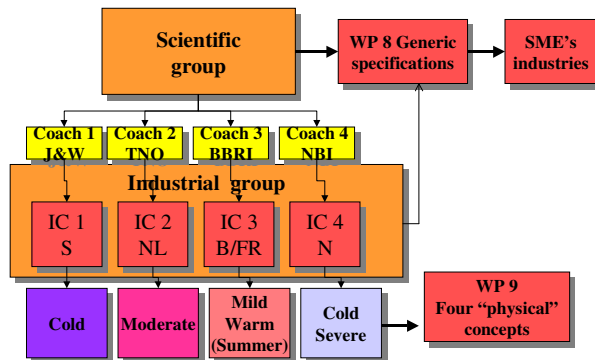 Scientific
group
WP 8 Generic
specifications
SME's
industries
Coach 1
J&W
Coach 2
TNO
Coach 3
BBRI
Coach 4
NBI
Industrial group
IC 1
S
IC 2
NL
IC 3
B/FR
IC 4
N
Cold
Moderate
Mild
Warm
(Summer)
Cold
Severe
WP 9
Four “physical”
concepts